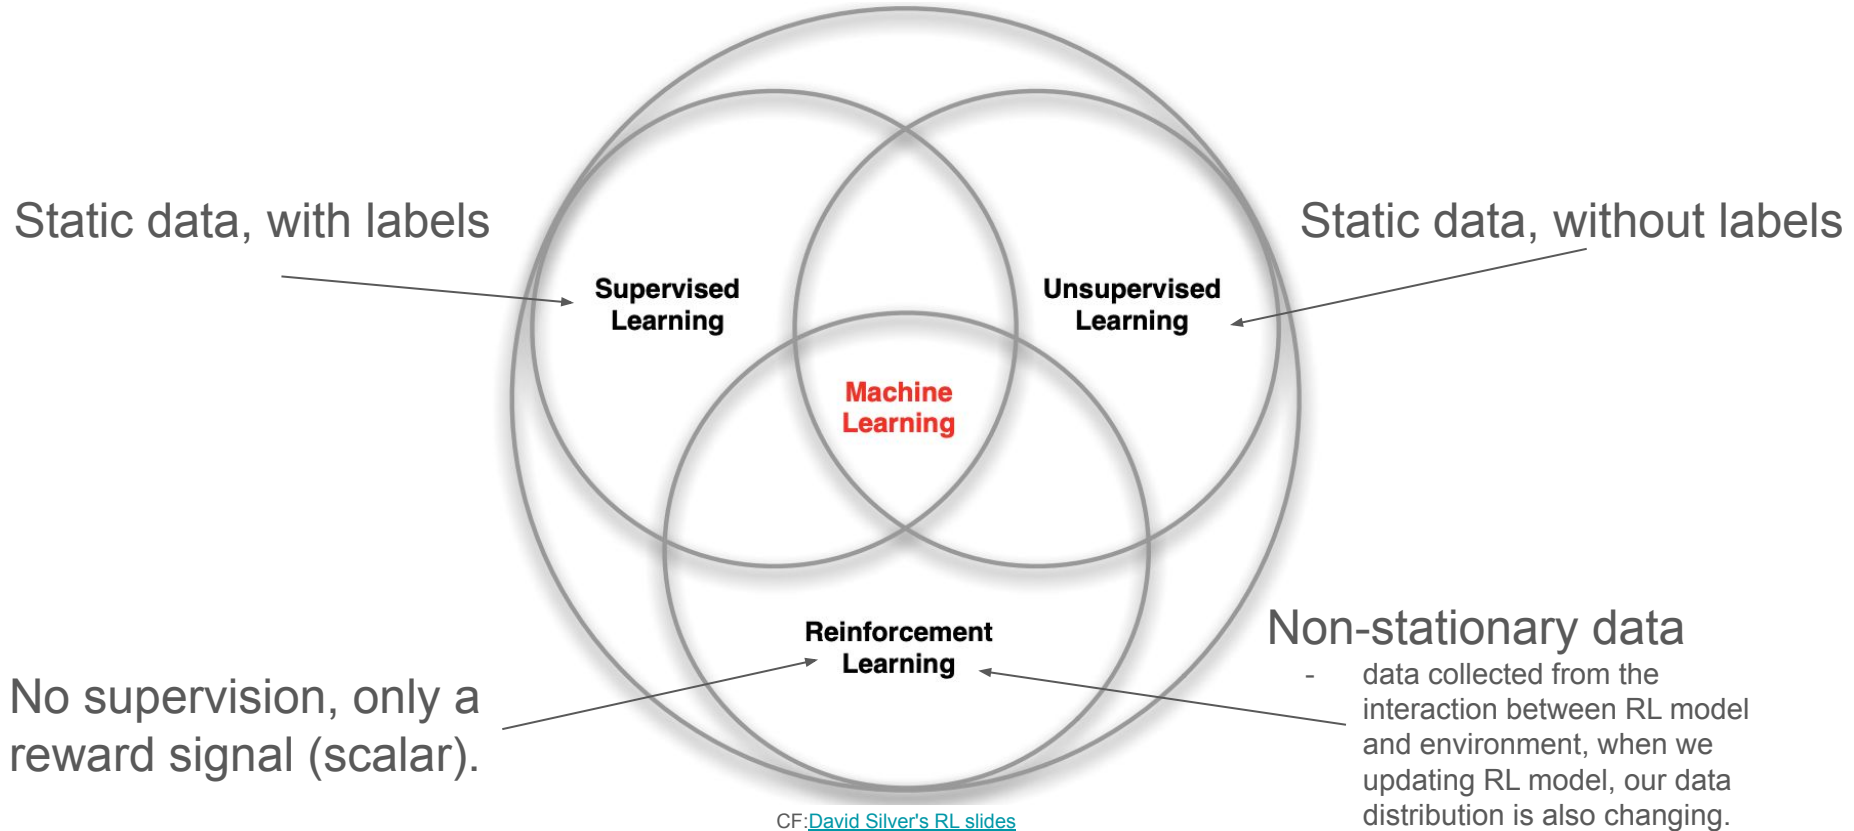 Static data, with labels
Static data, without labels
Supervised
Learning
Unsupervised
Learning
Machine
Learning
Reinforcement
Learning
No supervision, only a
reward signal (scalar).
Non-stationary data
- data collected from the
interaction between RL model
and environment, when we
updating RL model, our data
distribution is also changing.
CF:David Silver's RL slides